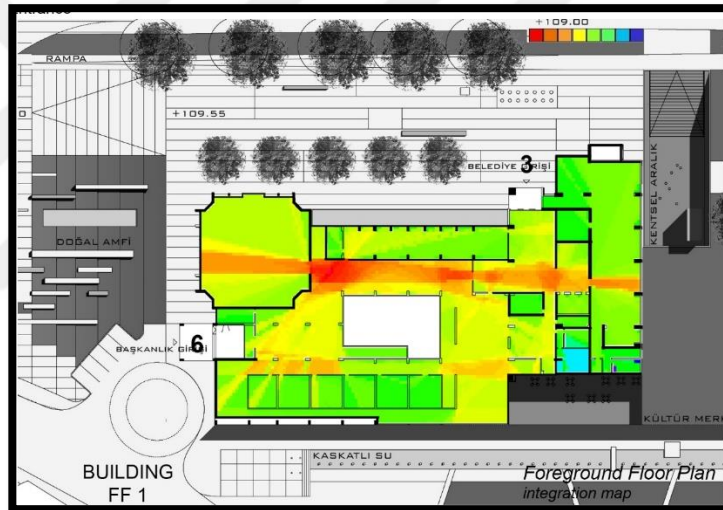 +109.00
RAMPA
+109.55
BELEDİYE GİRİŞİ
3
KENTSEL ARALIK
DOĞAL AMFİ
BAŞKANLIK GİRİŞİ
6
KÜLTÜR MERK
KASKATLI SU
BUILDING
FF 1
Foreground Floor Plan
integration map